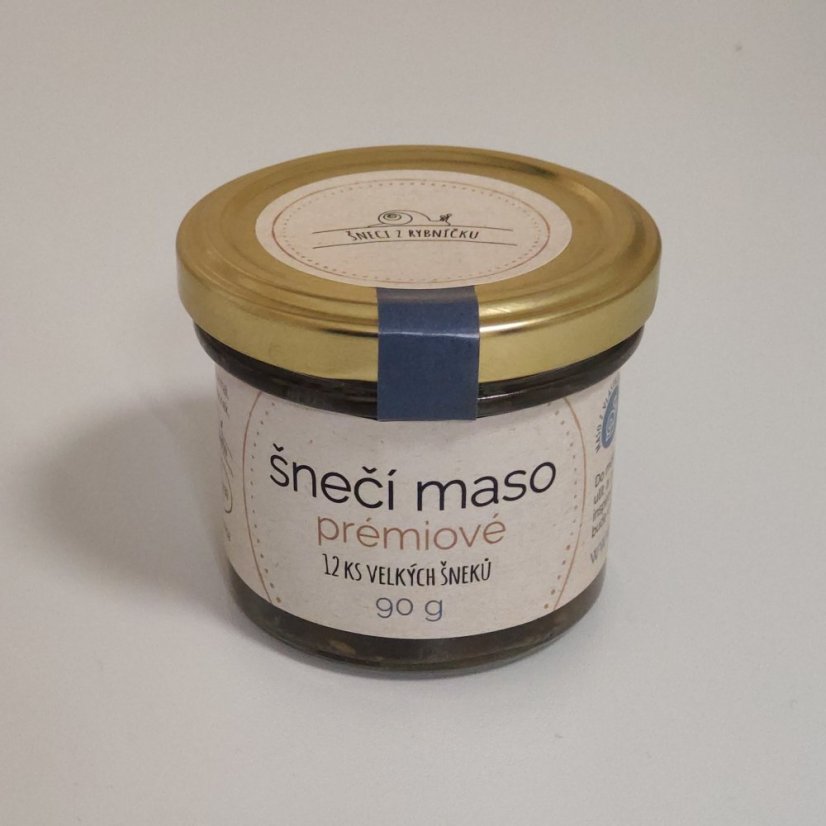 ŠNECI Z RYBNÍČKU
šnečí maso
prémiové
12 KS VELKÝCH ŠNEKŮ
90 g